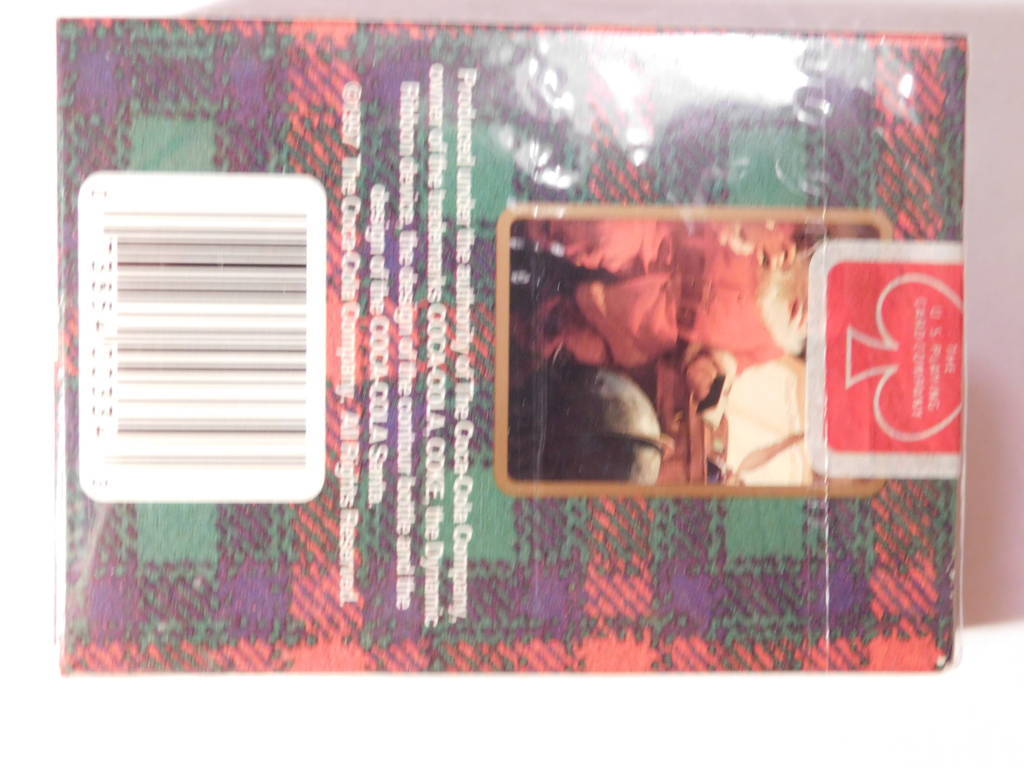 THE
U.S. PLAYING
CARD COMPANY
Produced under the authority of The Coca-Cola Company,
owner of the trademarks COCA-COLA, COKE, the Dynamic
Ribbon device, the design of the contour bottle and the
design of the COCA-COLA Santa.
©1997 The Coca-Cola Company. All Rights Reserved.